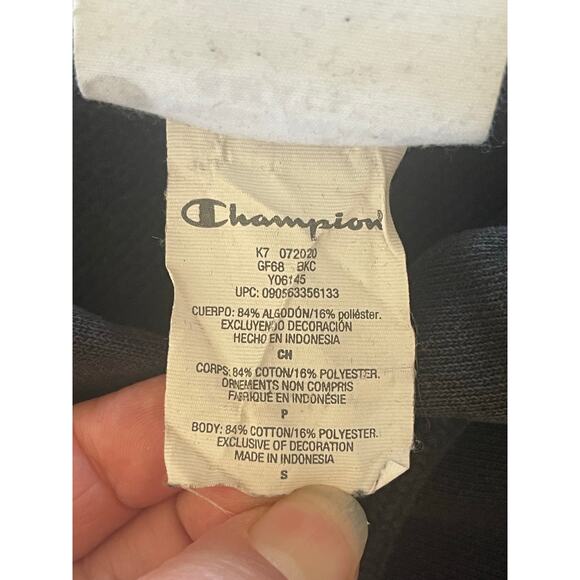 Champion
K7 072020
GF68 BKC
Y06145
UPC: 090563356133
CUERPO: 84% ALGODÓN/16% poliéster.
EXCLUYENDO DECORACIÓN
HECHO EN INDONESIA
CH
CORPS: 84% COTON/16% POLYESTER.
ORNEMENTS NON COMPRIS
FABRIQUÉ EN INDONÉSIE
P
BODY: 84% COTTON/16% POLYESTER.
EXCLUSIVE OF DECORATION
MADE IN INDONESIA
S